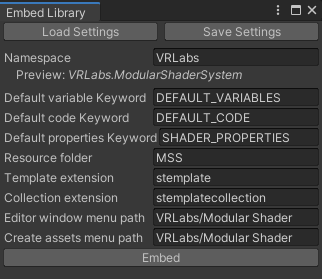 Embed Library
Load Settings Save Settings
Namespace VRLabs
Preview: VRLabs.ModularShaderSystem
Default variable Keyword DEFAULT_VARIABLES
Default code Keyword DEFAULT_CODE
Default properties Keyword SHADER_PROPERTIES
Resource folder MSS
Template extension stemplate
Collection extension stemplatecollection
Editor window menu path VRLabs/Modular Shader
Create assets menu path VRLabs/Modular Shader
Embed